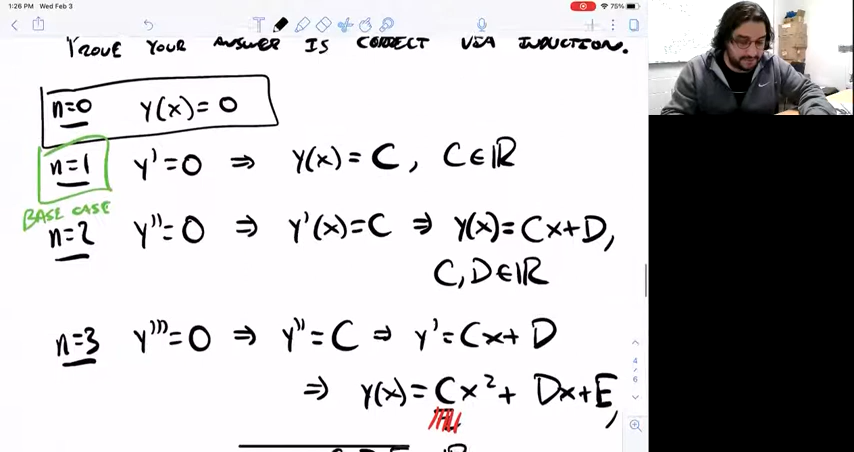 1:26 PM Wed Feb 3
75%
PROVE YOUR ANSWER IS CORRECT VIA INDUCTION.
n=0 y(x) = 0
n=1 y' = 0 ⇒ y(x) = C, C∈ℝ
BASE CASE
n=2 y'' = 0 ⇒ y'(x) = C ⇒ y(x) = Cx+D,
C, D∈ℝ
n=3 y''' = 0 ⇒ y'' = C ⇒ y' = Cx + D
⇒ y(x) = Cx² + Dx + E,
4
6